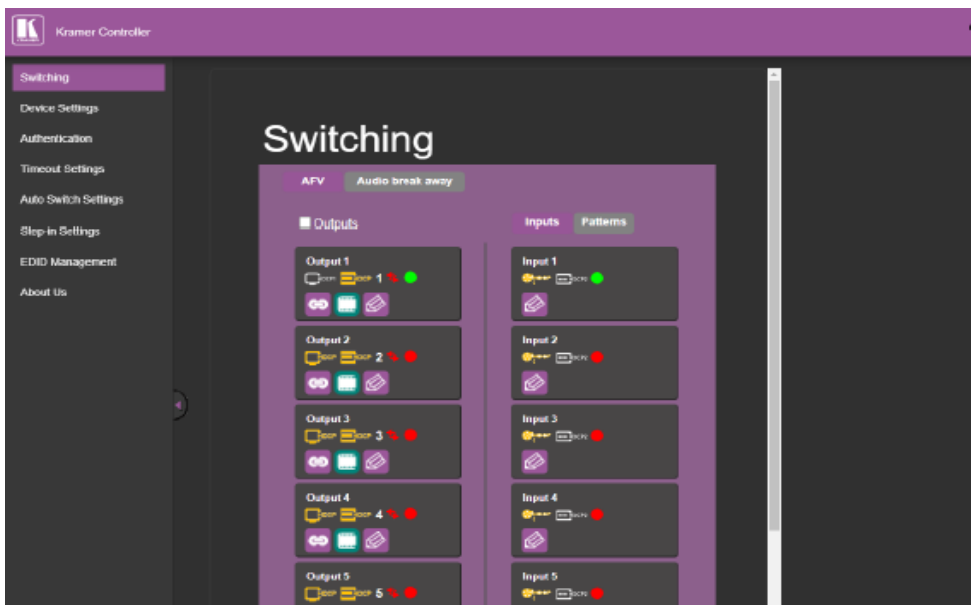 Kramer Controller
Switching
Device Settings
Authentication
Timeout Settings
Auto Switch Settings
Step-in Settings
EDID Management
About Us
Switching
AFV Audio break away
Outputs
Inputs Patterns
Output 1
1
Input 1
Output 2
2
Input 2
Output 3
3
Input 3
Output 4
4
Input 4
Output 5
5
Input 5